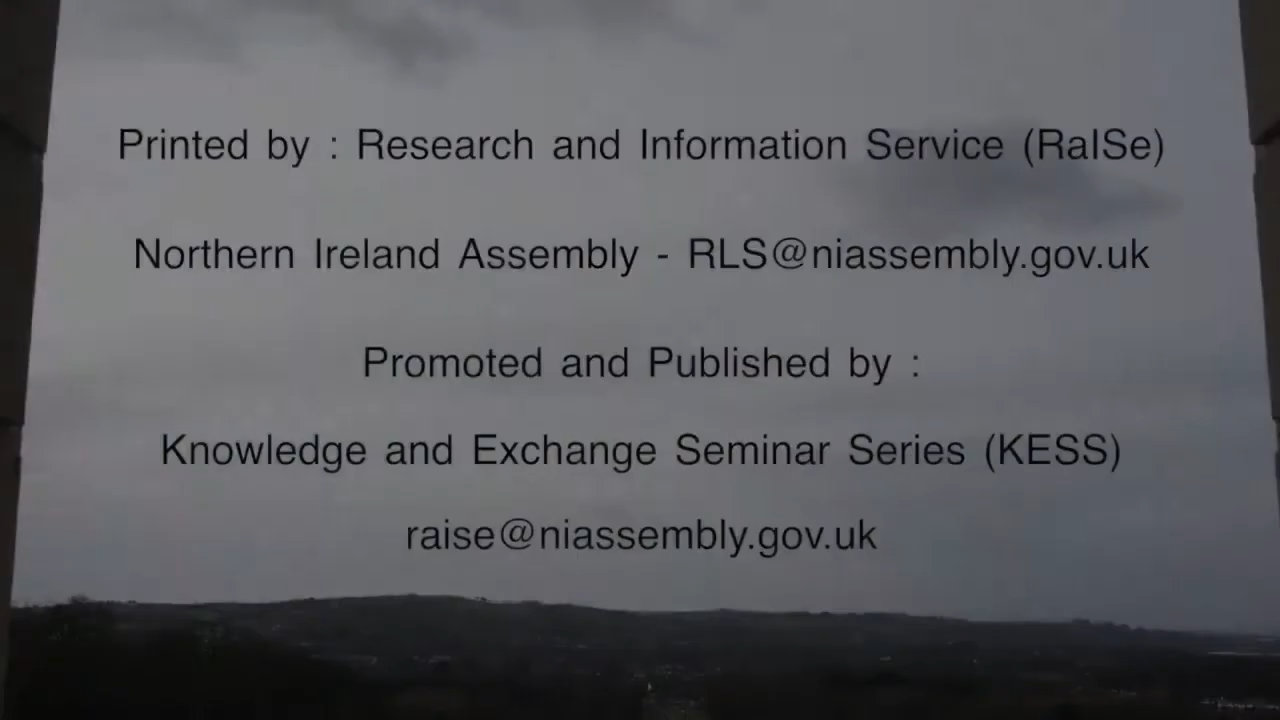 Printed by : Research and Information Service (RaISe)
Northern Ireland Assembly - RLS@niassembly.gov.uk
Promoted and Published by :
Knowledge and Exchange Seminar Series (KESS)
raise@niassembly.gov.uk